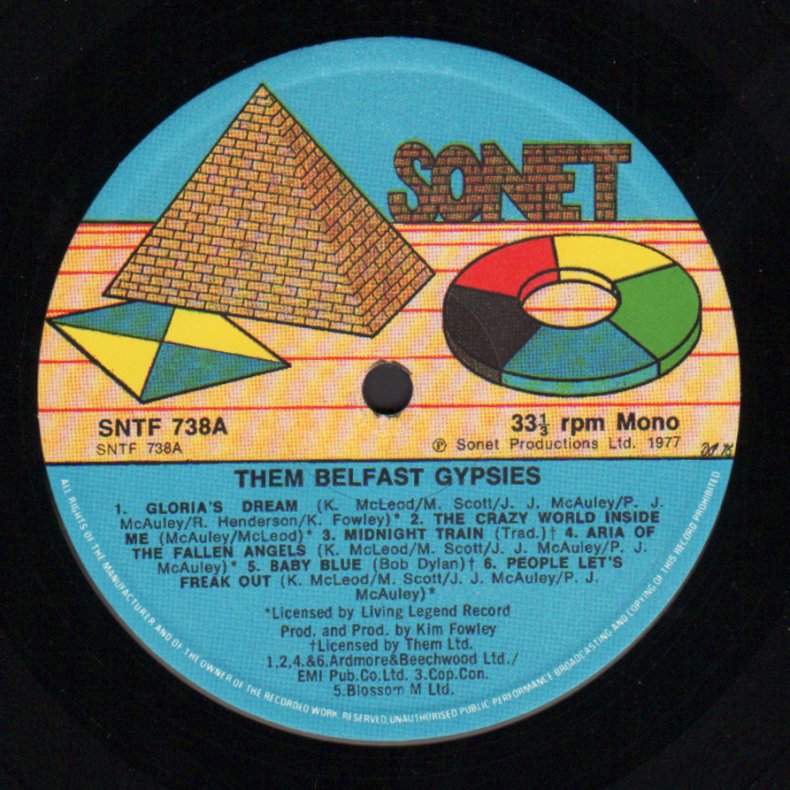 SONET
SNTF 738A
SNTF 738A
33⅓ rpm Mono
℗ Sonet Productions Ltd. 1977
THEM BELFAST GYPSIES
1. GLORIA'S DREAM (K. McLeod/M. Scott/J. J. McAuley/P. J.
McAuley/R. Henderson/K. Fowley)* 2. THE CRAZY WORLD INSIDE
ME (McAuley/McLeod)* 3. MIDNIGHT TRAIN (Trad.)† 4. ARIA OF
THE FALLEN ANGELS (K. McLeod/M. Scott/J. J. McAuley/P. J.
McAuley)* 5. BABY BLUE (Bob Dylan)† 6. PEOPLE LET'S
FREAK OUT (K. McLeod/M. Scott/J. J. McAuley/P. J.
McAuley)*
*Licensed by Living Legend Record
Prod. and Prod. by Kim Fowley
†Licensed by Them Ltd.
1,2,4.&6.Ardmore&Beechwood Ltd./
EMI Pub.Co.Ltd. 3.Cop.Con.
5.Blossom M Ltd.
ALL RIGHTS OF THE MANUFACTURER AND OF THE OWNER OF THE RECORDED WORK RESERVED. UNAUTHORISED PUBLIC PERFORMANCE BROADCASTING AND COPYING OF THIS RECORD PROHIBITED